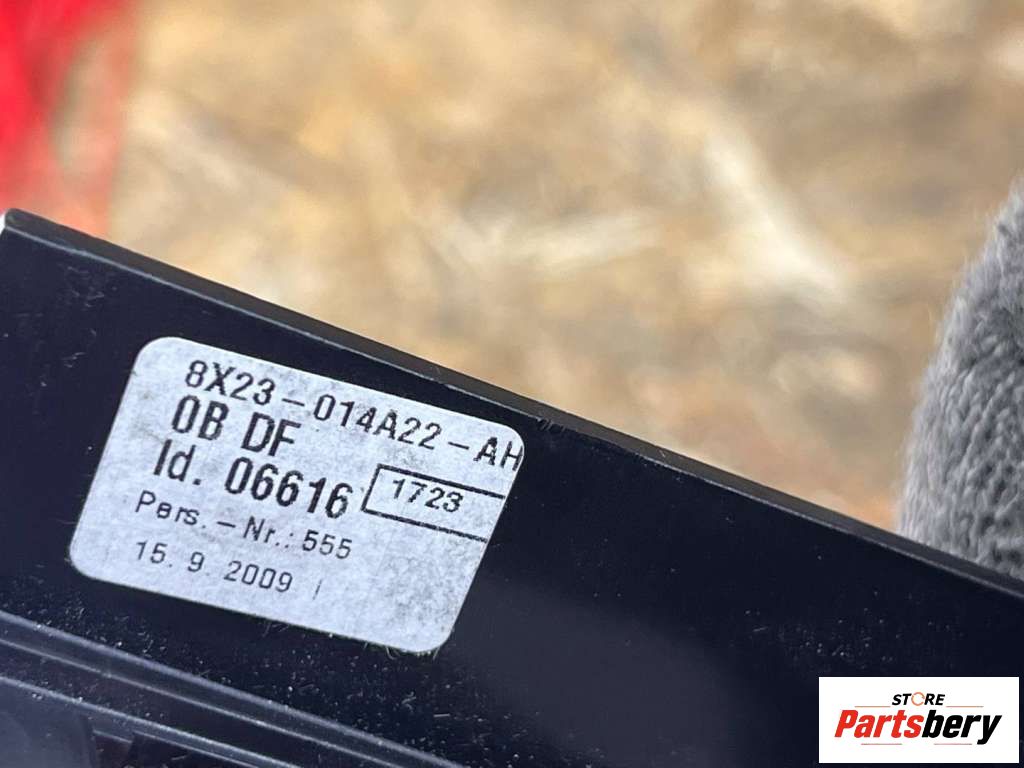 8X23-014A22-AH
0B DF
Id. 06616 1723
Pers.-Nr.: 555
15. 9. 2009
STORE
Partsbery